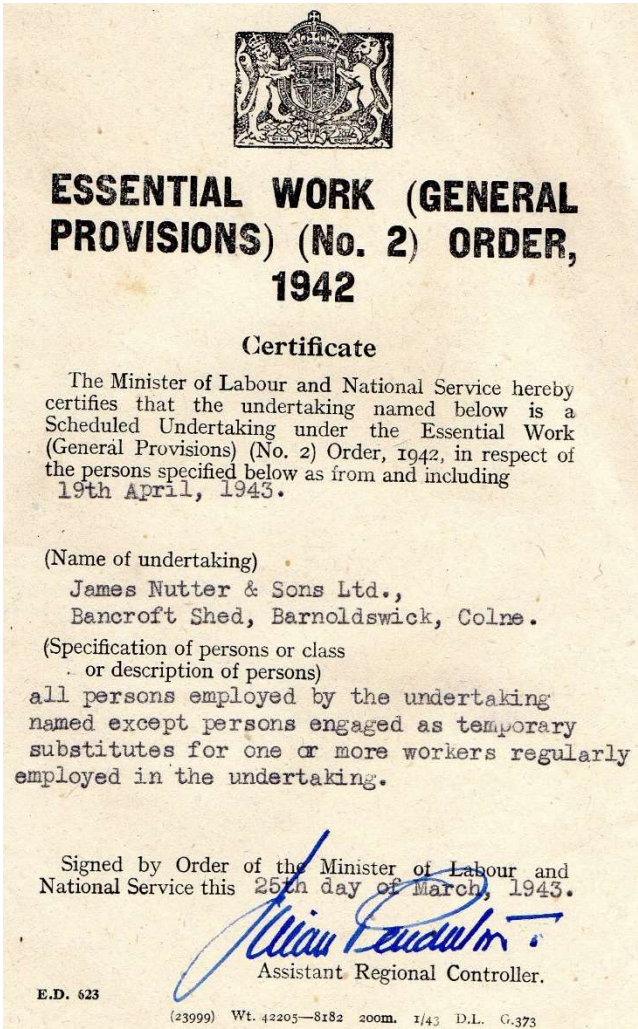 ESSENTIAL WORK (GENERAL
PROVISIONS) (No. 2) ORDER,
1942
Certificate
The Minister of Labour and National Service hereby
certifies that the undertaking named below is a
Scheduled Undertaking under the Essential Work
(General Provisions) (No. 2) Order, 1942, in respect of
the persons specified below as from and including
19th April, 1943.
(Name of undertaking)
James Nutter & Sons Ltd.,
Bancroft Shed, Barnoldswick, Colne.
(Specification of persons or class
or description of persons)
all persons employed by the undertaking
named except persons engaged as temporary
substitutes for one or more workers regularly
employed in the undertaking.
Signed by Order of the Minister of Labour and
National Service this 25th day of March, 1943.
Assistant Regional Controller.
E.D. 623
(23999) Wt. 42205—8182 200m. 1/43 D.L. G.373